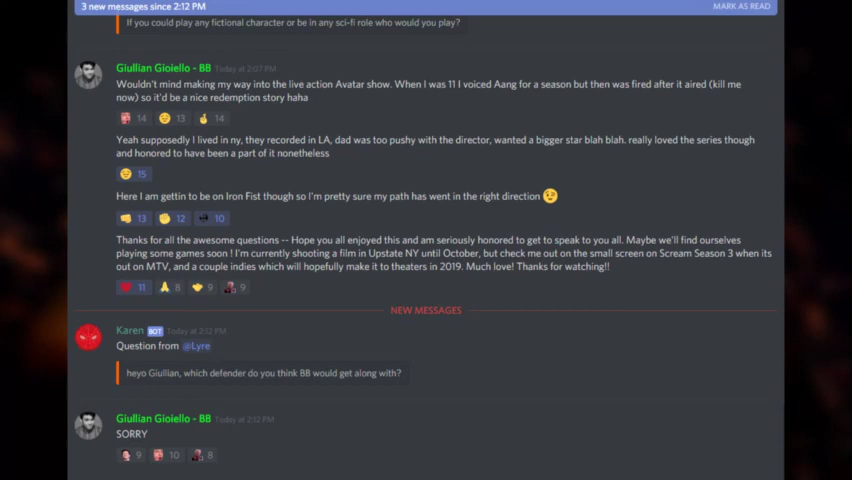 3 new messages since 2:12 PM
MARK AS READ
If you could play any fictional character or be in any sci-fi role who would you play?
Giullian Gioiello - BB Today at 2:07 PM
Wouldn't mind making my way into the live action Avatar show. When I was 11 I voiced Aang for a season but then was fired after it aired (kill me
now) so it'd be a nice redemption story haha
14 13 14
Yeah supposedly I lived in ny, they recorded in LA, dad was too pushy with the director, wanted a bigger star blah blah. really loved the series though
and honored to have been a part of it nonetheless
15
Here I am gettin to be on Iron Fist though so I'm pretty sure my path has went in the right direction
13 12 10
Thanks for all the awesome questions -- Hope you all enjoyed this and am seriously honored to get to speak to you all. Maybe we'll find ourselves
playing some games soon ! I'm currently shooting a film in Upstate NY until October, but check me out on the small screen on Scream Season 3 when its
out on MTV, and a couple indies which will hopefully make it to theaters in 2019. Much love! Thanks for watching!!
11 8 9 9
NEW MESSAGES
Karen BOT Today at 2:12 PM
Question from @Lyre
heyo Giullian, which defender do you think BB would get along with?
Giullian Gioiello - BB Today at 2:12 PM
SORRY
9 10 8